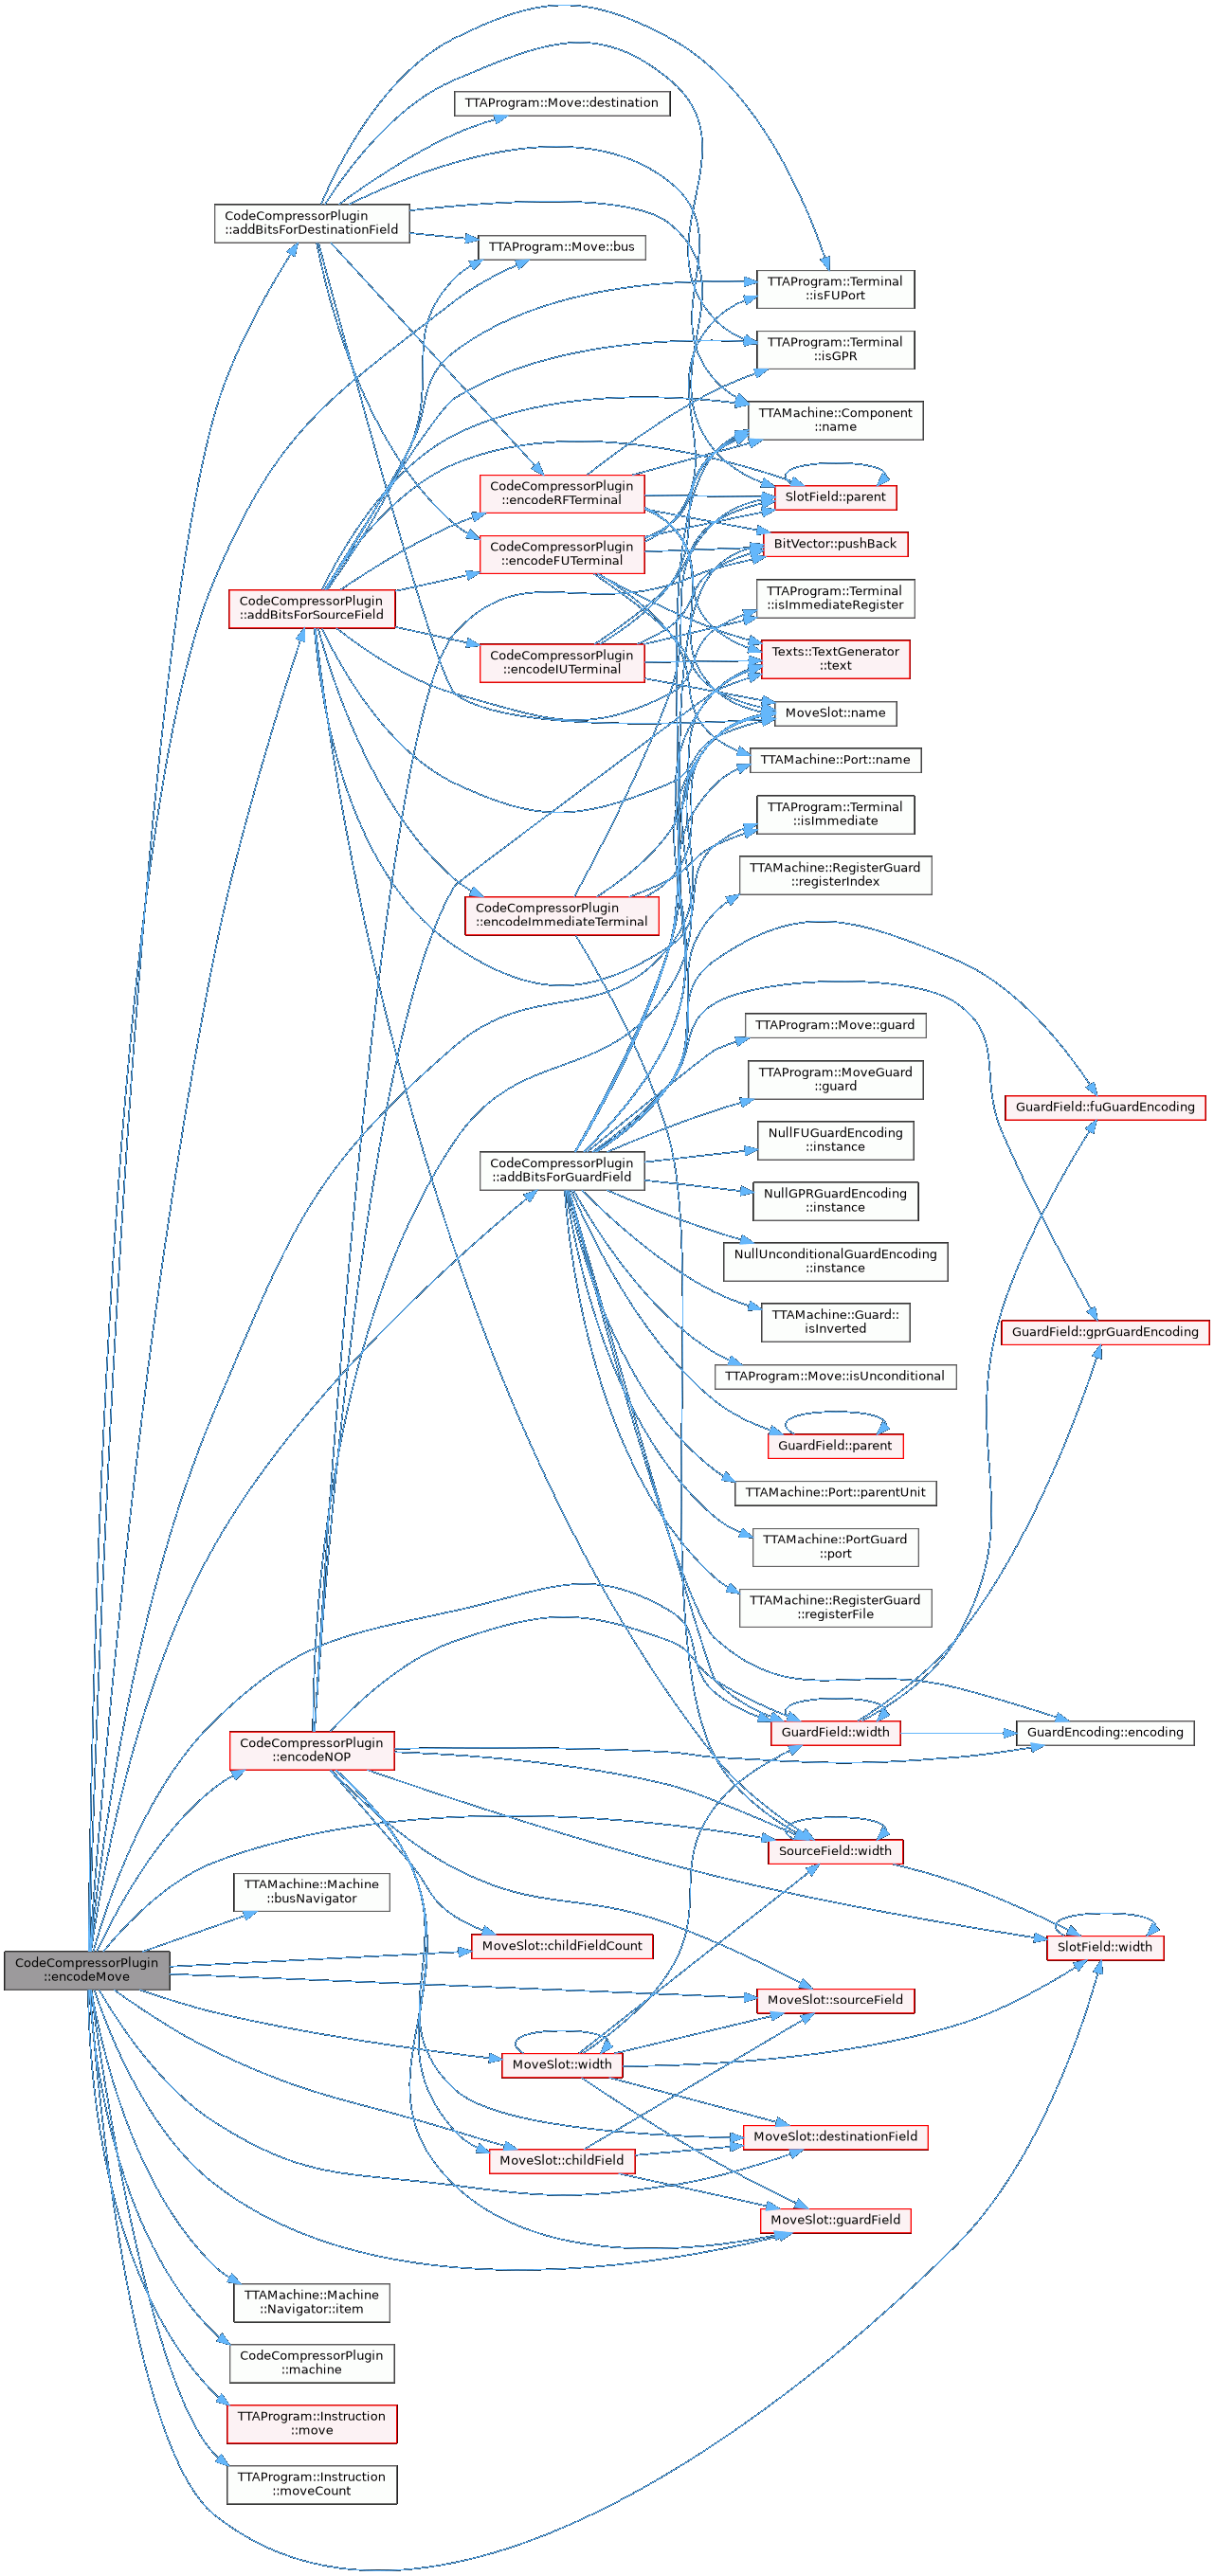 TTAProgram::Move::destination
CodeCompressorPlugin
::addBitsForDestinationField
TTAProgram::Move::bus
TTAProgram::Terminal
::isFUPort
TTAProgram::Terminal
::isGPR
TTAMachine::Component
::name
CodeCompressorPlugin
::encodeRFTerminal
SlotField::parent
CodeCompressorPlugin
::encodeFUTerminal
BitVector::pushBack
CodeCompressorPlugin
::addBitsForSourceField
TTAProgram::Terminal
::isImmediateRegister
CodeCompressorPlugin
::encodeIUTerminal
Texts::TextGenerator
::text
MoveSlot::name
TTAMachine::Port::name
TTAProgram::Terminal
::isImmediate
TTAMachine::RegisterGuard
::registerIndex
CodeCompressorPlugin
::encodeImmediateTerminal
TTAProgram::Move::guard
TTAProgram::MoveGuard
::guard
GuardField::fuGuardEncoding
NullFUGuardEncoding
::instance
CodeCompressorPlugin
::addBitsForGuardField
NullGPRGuardEncoding
::instance
NullUnconditionalGuardEncoding
::instance
TTAMachine::Guard::
isInverted
GuardField::gprGuardEncoding
TTAProgram::Move::isUnconditional
GuardField::parent
TTAMachine::Port::parentUnit
TTAMachine::PortGuard
::port
TTAMachine::RegisterGuard
::registerFile
GuardField::width
GuardEncoding::encoding
CodeCompressorPlugin
::encodeNOP
SourceField::width
TTAMachine::Machine
::busNavigator
MoveSlot::childFieldCount
SlotField::width
CodeCompressorPlugin
::encodeMove
MoveSlot::sourceField
MoveSlot::width
MoveSlot::destinationField
MoveSlot::childField
MoveSlot::guardField
TTAMachine::Machine
::Navigator::item
CodeCompressorPlugin
::machine
TTAProgram::Instruction
::move
TTAProgram::Instruction
::moveCount